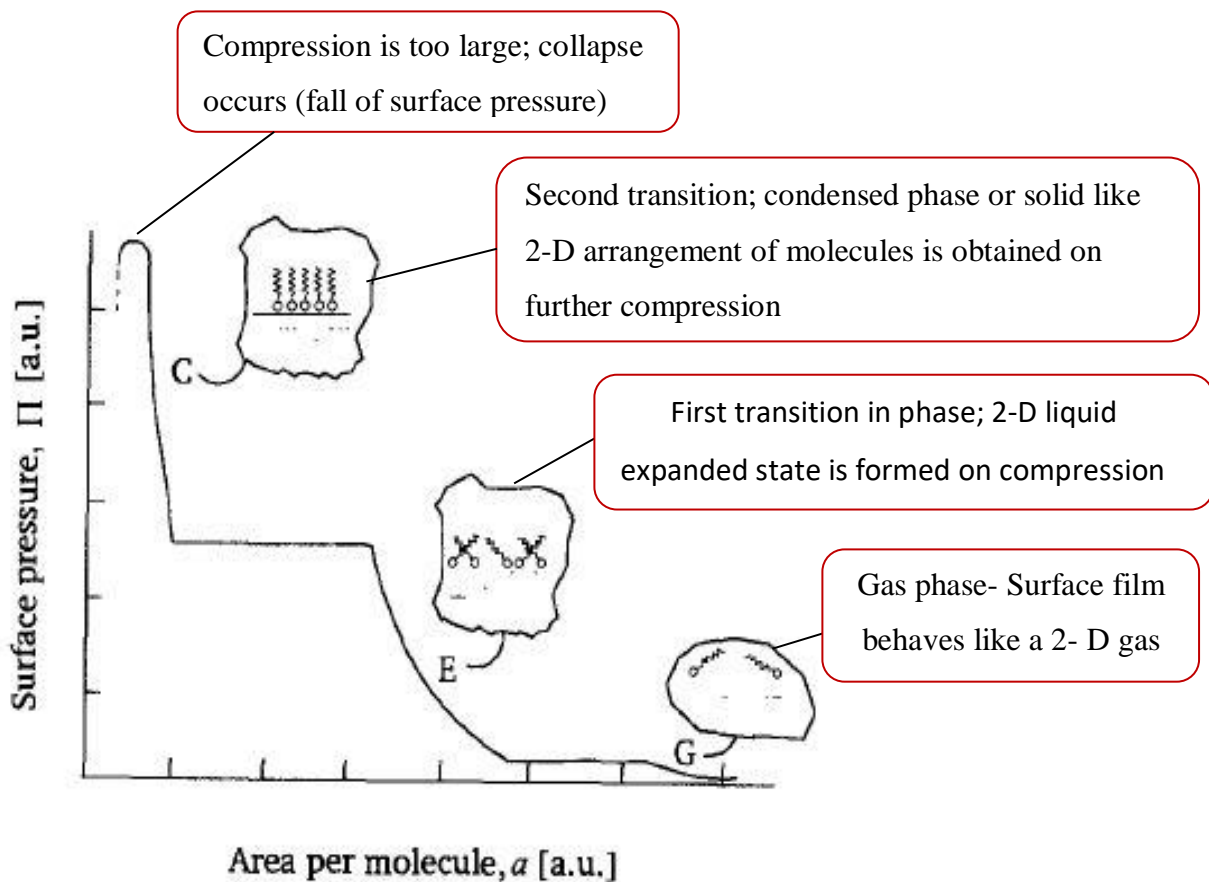 Compression is too large; collapse
occurs (fall of surface pressure)
Second transition; condensed phase or solid like
2-D arrangement of molecules is obtained on
further compression
C
First transition in phase; 2-D liquid
expanded state is formed on compression
E
Gas phase- Surface film
behaves like a 2- D gas
G
Surface pressure, Π [a.u.]
Area per molecule, a [a.u.]